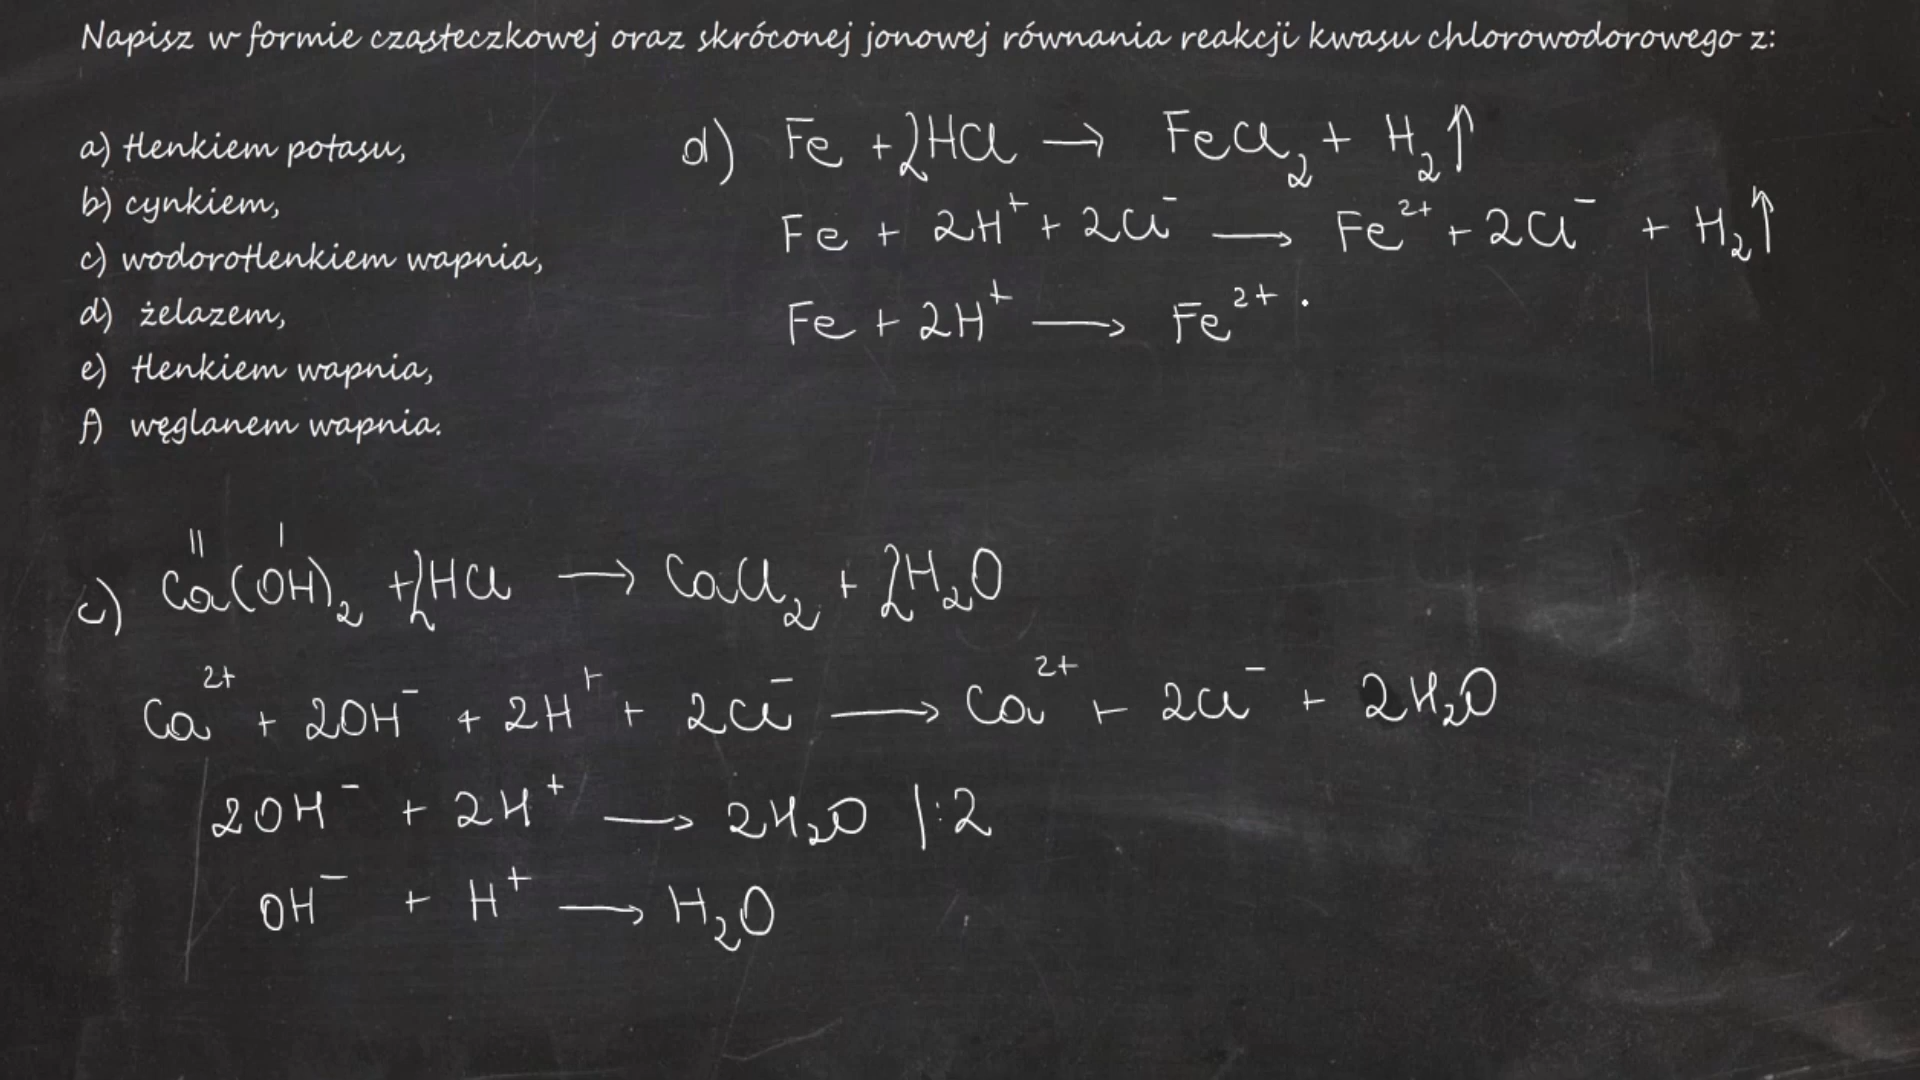 Napisz w formie cząsteczkowej oraz skróconej jonowej równania reakcji kwasu chlorowodorowego z:
a) tlenkiem potasu,
b) cynkiem,
c) wodorotlenkiem wapnia,
d) żelazem,
e) tlenkiem wapnia,
f) węglanem wapnia.
d) Fe + 2HCl → FeCl₂ + H₂↑
Fe + 2H⁺ + 2Cl⁻ → Fe²⁺ + 2Cl⁻ + H₂↑
Fe + 2H⁺ → Fe²⁺
II I
c) Ca(OH)₂ + 2HCl → CaCl₂ + 2H₂O
Ca²⁺ + 2OH⁻ + 2H⁺ + 2Cl⁻ → Ca²⁺ + 2Cl⁻ + 2H₂O
2OH⁻ + 2H⁺ → 2H₂O |:2
OH⁻ + H⁺ → H₂O